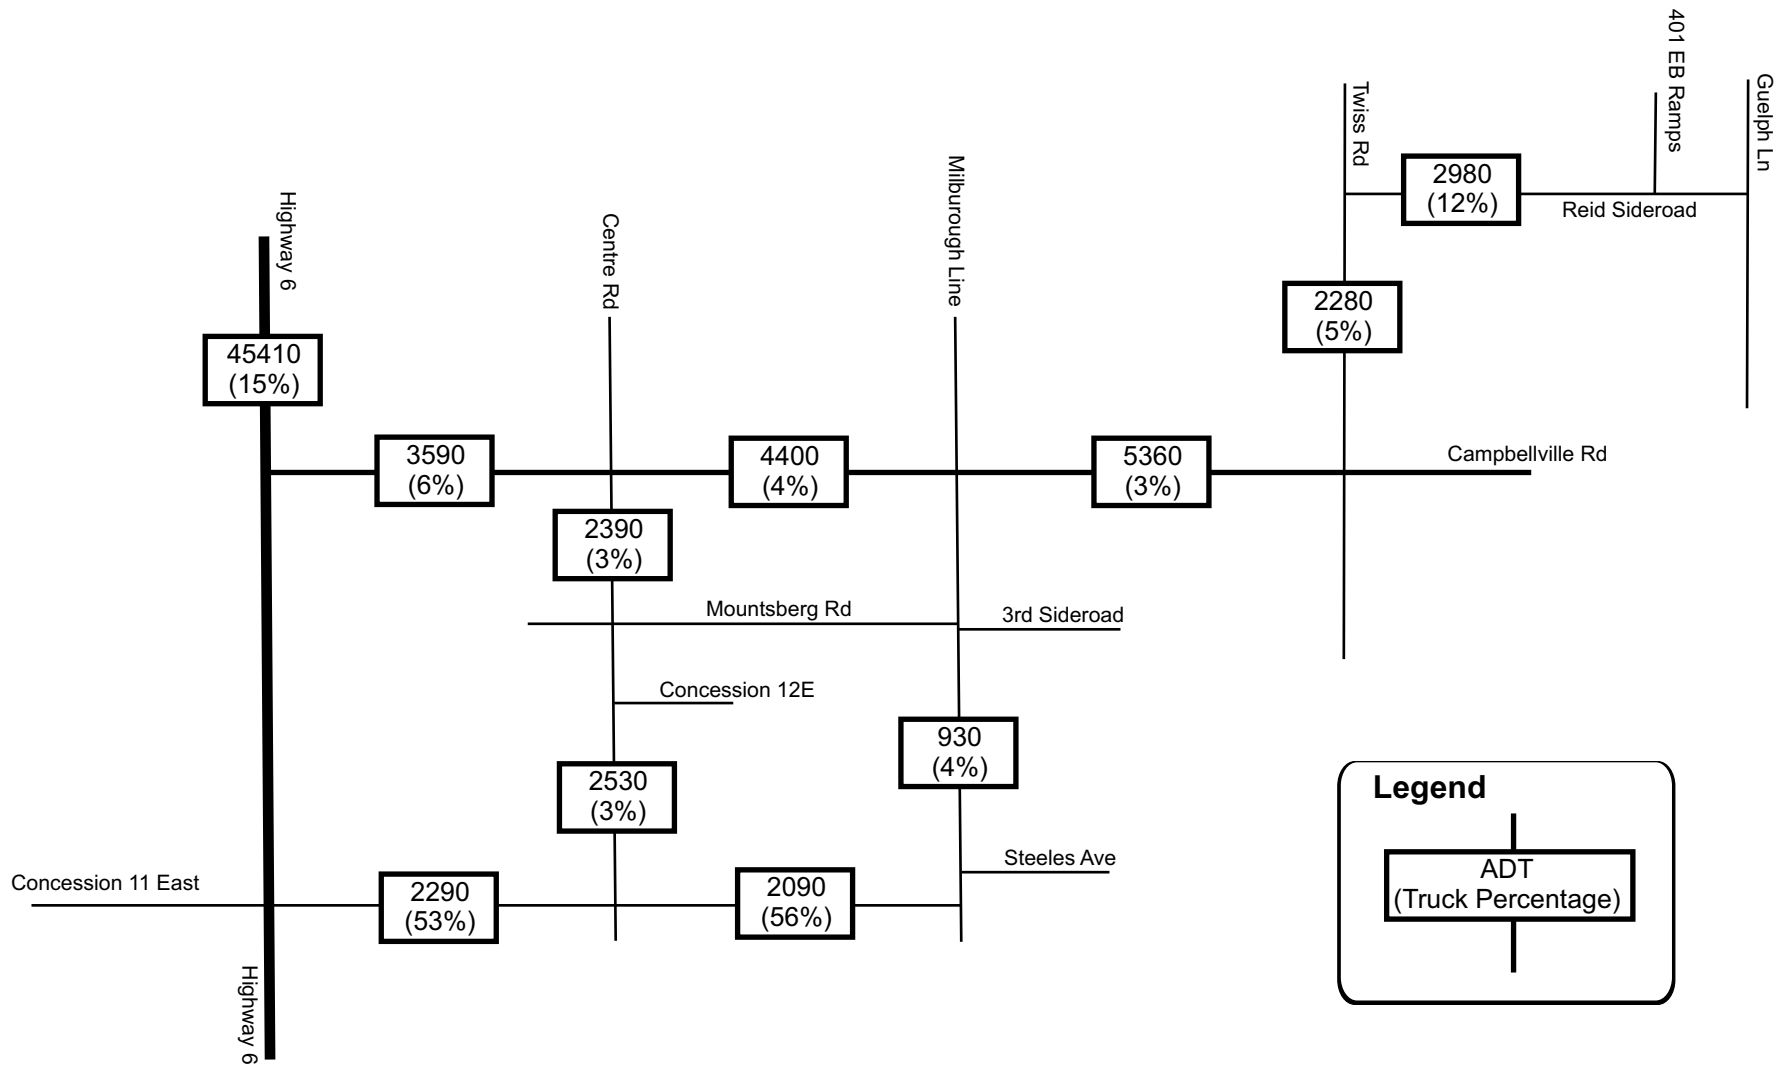 401 EB Ramps
Guelph Ln
Twiss Rd
2980
(12%)
Reid Sideroad
Milburough Line
Highway 6
Centre Rd
2280
(5%)
45410
(15%)
3590
(6%)
4400
(4%)
5360
(3%)
Campbellville Rd
2390
(3%)
Mountsberg Rd
3rd Sideroad
Concession 12E
930
(4%)
2530
(3%)
Legend
ADT
(Truck Percentage)
Steeles Ave
Concession 11 East
2290
(53%)
2090
(56%)
Highway 6